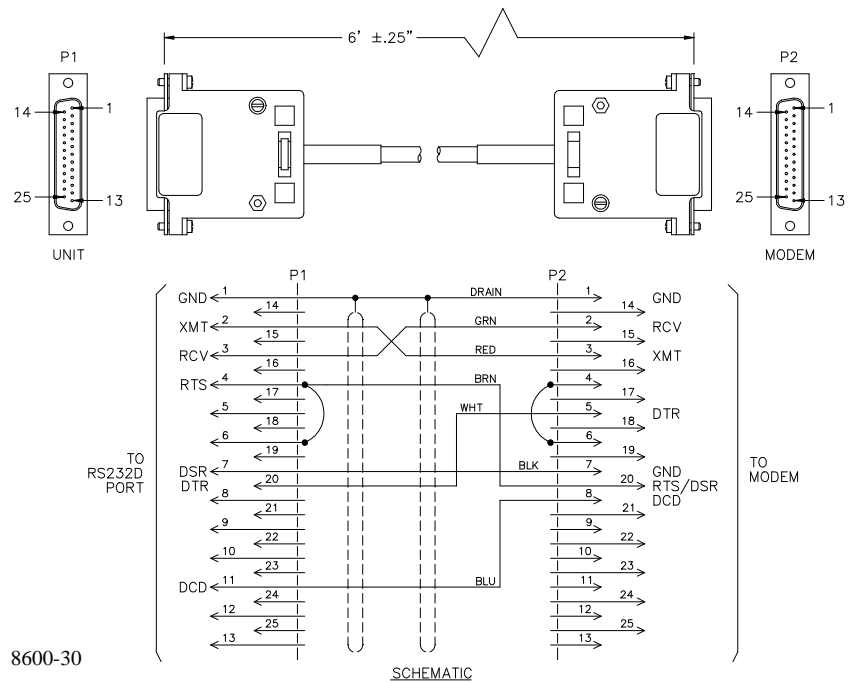 6' ±.25"
P1
P2
14
1
25
13
UNIT
14
1
25
13
MODEM
P1
P2
GND 1
DRAIN
1
GND
14
14
XMT 2
GRN
2
RCV
15
15
RCV 3
RED
3
XMT
16
16
RTS 4
BRN
4
17
17
5
WHT
5
DTR
18
18
6
6
19
19
TO
RS232D
PORT
DSR 7
BLK
7
GND
TO
MODEM
DTR
20
20
RTS/DSR
8
8
DCD
21
21
9
9
22
22
10
10
23
23
DCD 11
BLU
11
24
24
12
12
25
25
13
13
8600-30
SCHEMATIC